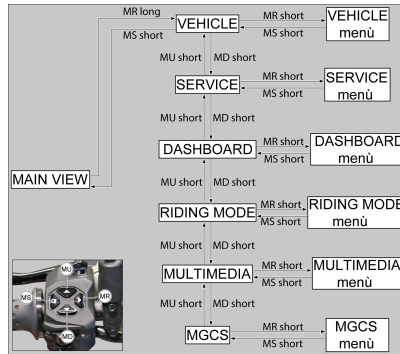 MR long
MS short
VEHICLE
MR short
MS short
VEHICLE
menù
MU short
MD short
SERVICE
MR short
MS short
SERVICE
menù
MU short
MD short
DASHBOARD
MR short
MS short
DASHBOARD
menù
MAIN VIEW
MU short
MD short
RIDING MODE
MR short
MS short
RIDING MODE
menù
MU short
MD short
MULTIMEDIA
MR short
MS short
MULTIMEDIA
menù
MU short
MD short
MGCS
MR short
MS short
MGCS
menù
MU
MS
MR
MD